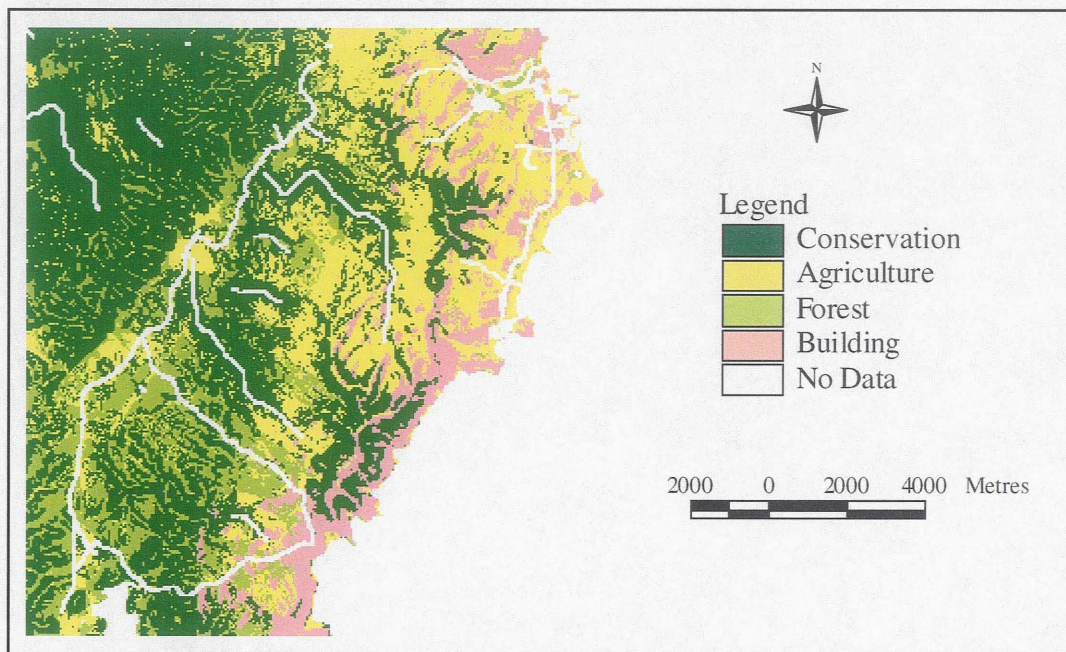 N
Legend
Conservation
Agriculture
Forest
Building
No Data
2000 0 2000 4000 Metres